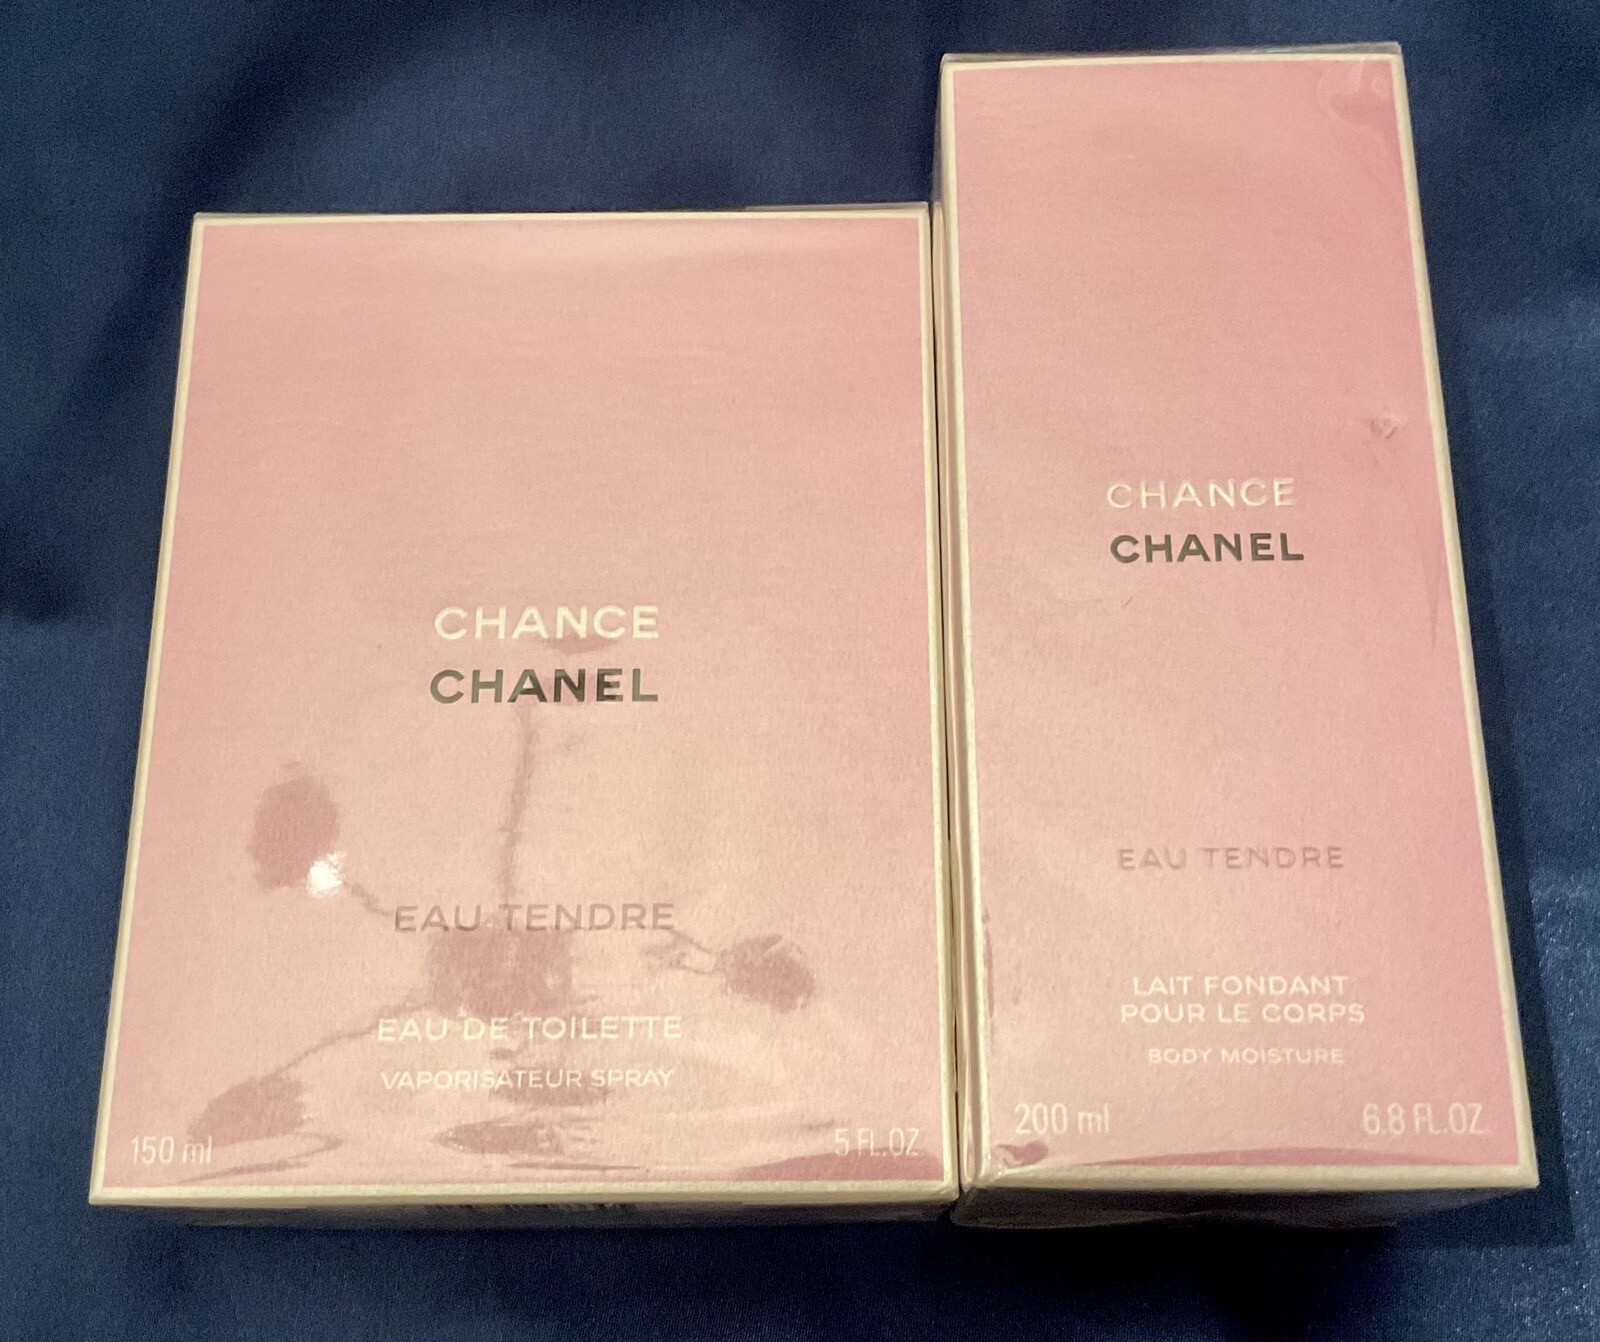 CHANCE
CHANEL
EAU TENDRE
EAU DE TOILETTE
VAPORISATEUR SPRAY
150 ml
5 FL.OZ
CHANCE
CHANEL
EAU TENDRE
LAIT FONDANT
POUR LE CORPS
BODY MOISTURE
200 ml
6.8 FL.OZ